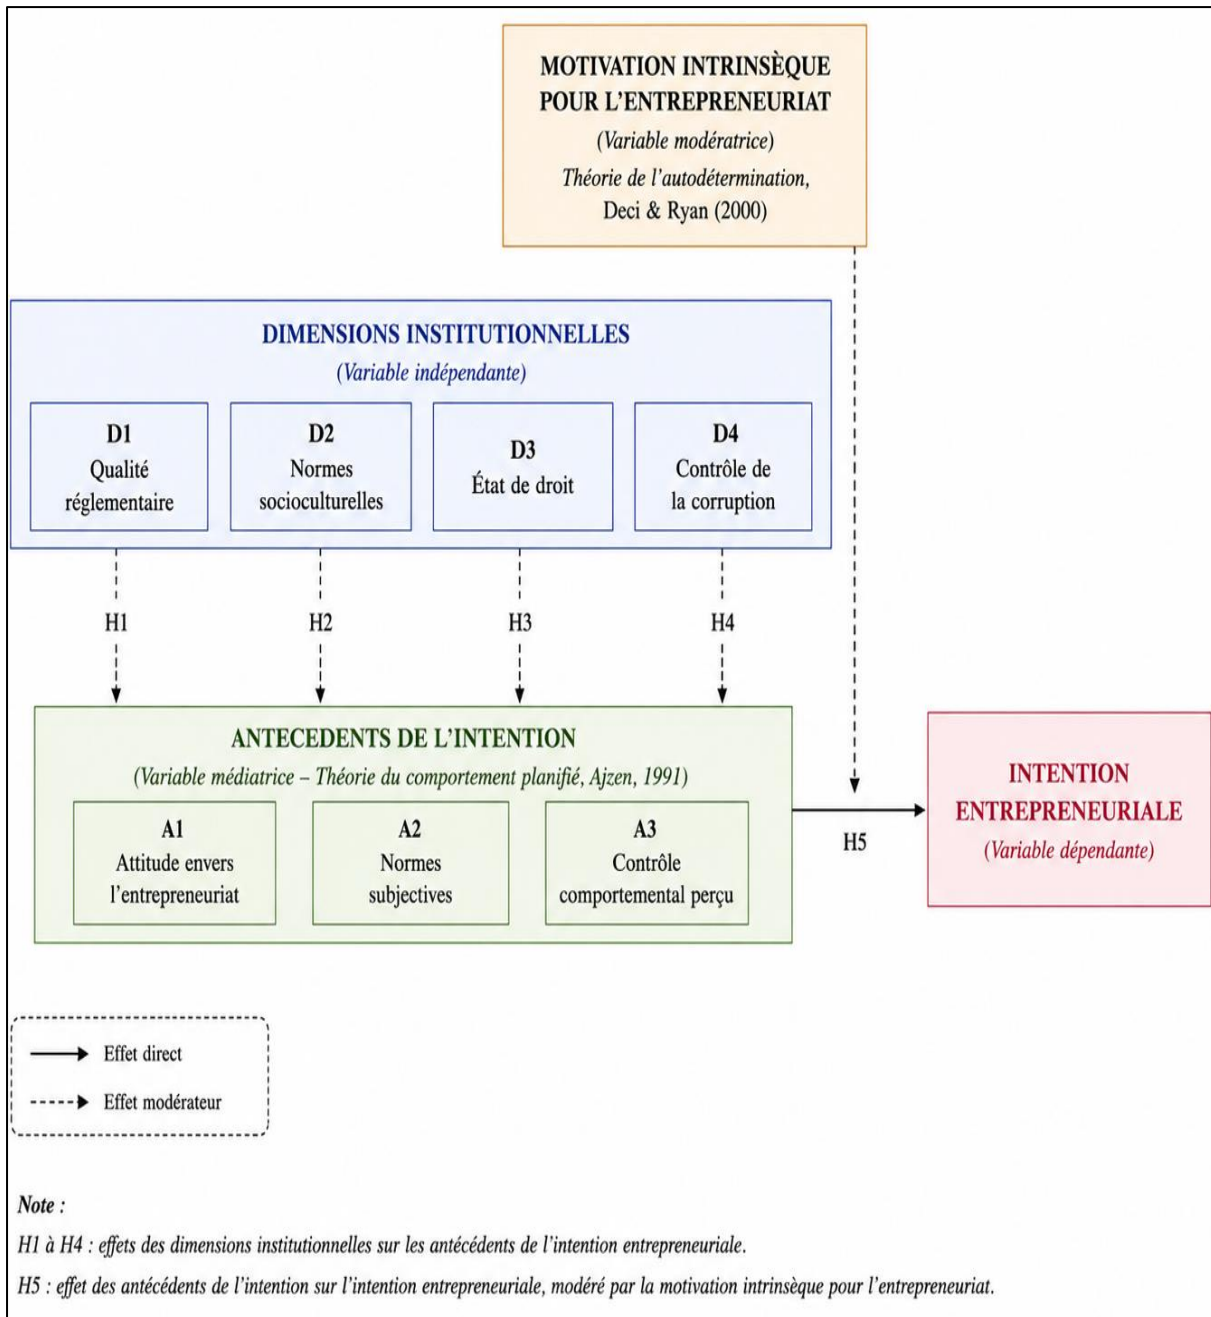 MOTIVATION INTRINSÈQUE
POUR L’ENTREPRENEURIAT
(Variable modératrice)
Théorie de l’autodétermination,
Deci & Ryan (2000)
DIMENSIONS INSTITUTIONNELLES
(Variable indépendante)
D1
Qualité
réglementaire
D2
Normes
socioculturelles
D3
État de droit
D4
Contrôle de
la corruption
H1
H2
H3
H4
ANTECEDENTS DE L’INTENTION
(Variable médiatrice – Théorie du comportement planifié, Ajzen, 1991)
A1
Attitude envers
l’entrepreneuriat
A2
Normes
subjectives
A3
Contrôle
comportemental perçu
H5
INTENTION
ENTREPRENEURIALE
(Variable dépendante)
Effet direct
Effet modérateur
Note :
H1 à H4 : effets des dimensions institutionnelles sur les antécédents de l’intention entrepreneuriale.
H5 : effet des antécédents de l’intention sur l’intention entrepreneuriale, modéré par la motivation intrinsèque pour l’entrepreneuriat.